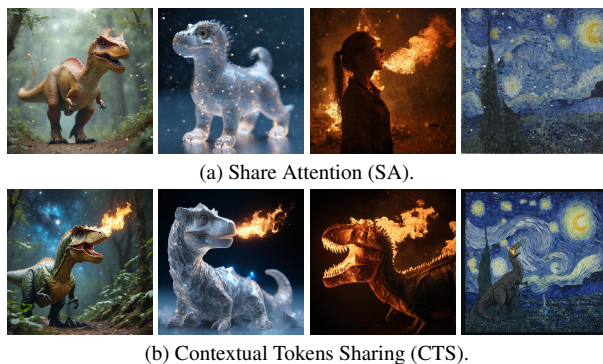 (a) Share Attention (SA).
(b) Contextual Tokens Sharing (CTS).